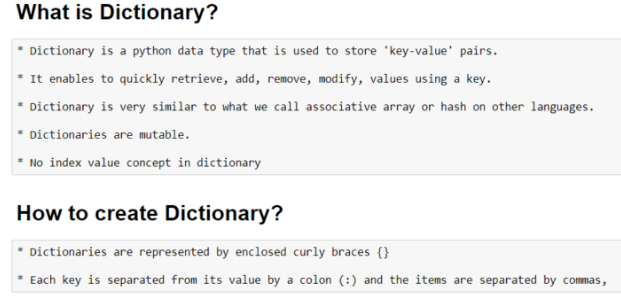 What is Dictionary?
* Dictionary is a python data type that is used to store 'key-value' pairs.
* It enables to quickly retrieve, add, remove, modify, values using a key.
* Dictionary is very similar to what we call associative array or hash on other languages.
* Dictionaries are mutable.
* No index value concept in dictionary
How to create Dictionary?
* Dictionaries are represented by enclosed curly braces {}
* Each key is separated from its value by a colon (:) and the items are separated by commas,